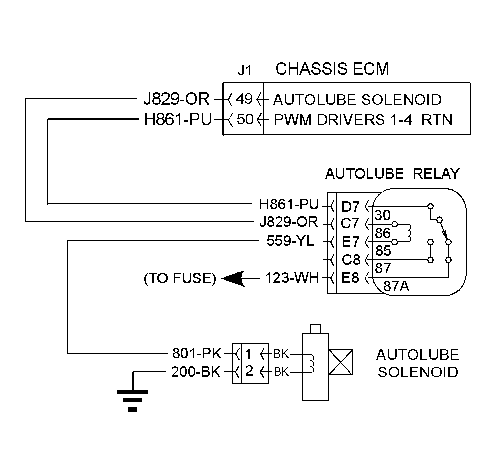 J1 CHASSIS ECM
J829-OR 49 AUTOLUBE SOLENOID
H861-PU 50 PWM DRIVERS 1-4 RTN
AUTOLUBE RELAY
H861-PU D7 30
J829-OR C7 86
559-YL E7 85
C8 87
(TO FUSE) 123-WH E8 87A
801-PK 1 BK AUTOLUBE
200-BK 2 BK SOLENOID